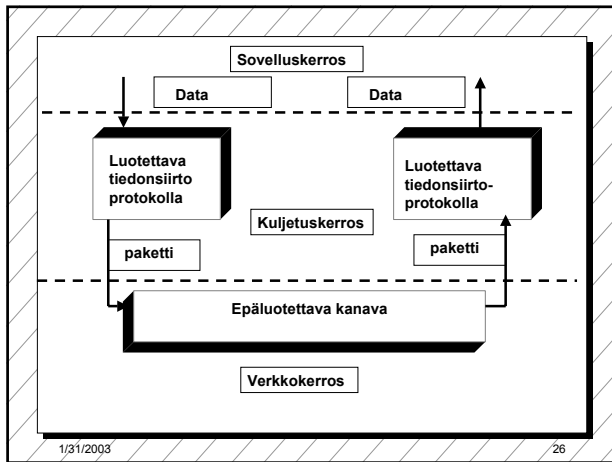 Sovelluskerros
Data
Data
Luotettava
tiedonsiirto
protokolla
Luotettava
tiedonsiirto-
protokolla
Kuljetuskerros
paketti
paketti
Epäluotettava kanava
Verkkokerros
1/31/2003
26